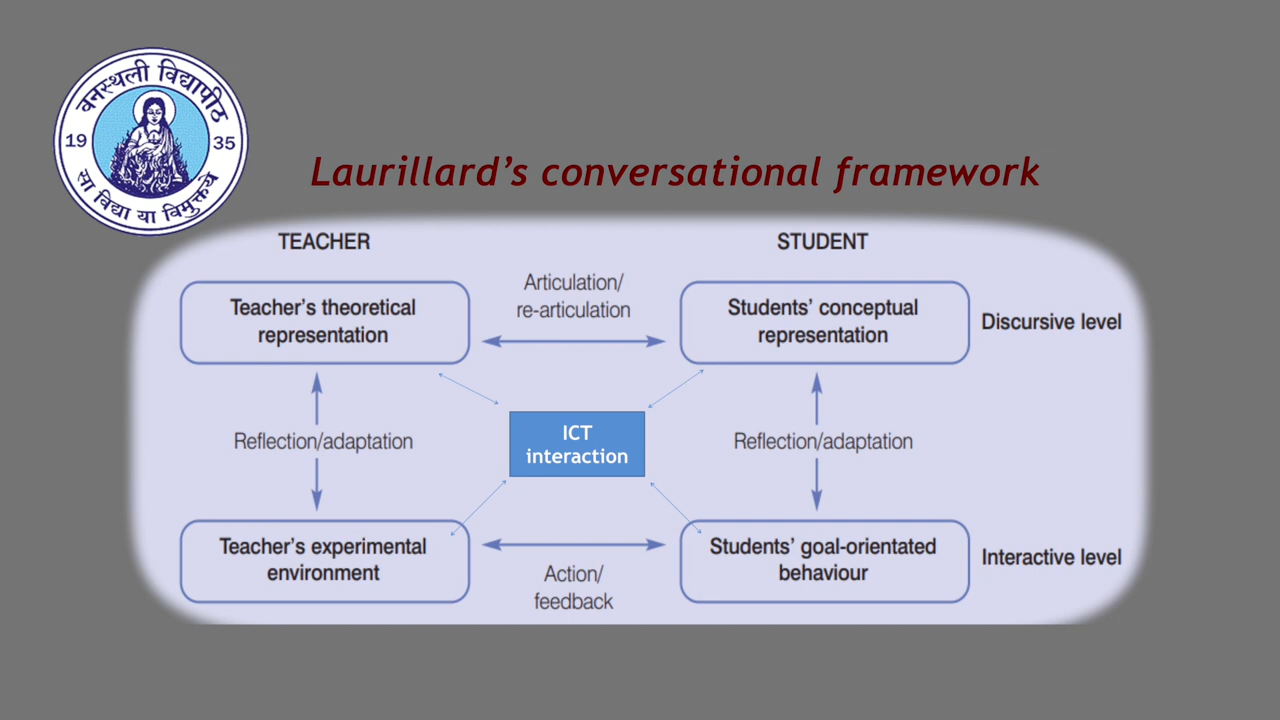 वनस्थली विद्यापीठ
19 35
सा विद्या या विमुक्तये
Laurillard’s conversational framework
TEACHER
STUDENT
Teacher’s theoretical
representation
Articulation/
re-articulation
Students’ conceptual
representation
Discursive level
Reflection/adaptation
ICT
interaction
Reflection/adaptation
Teacher’s experimental
environment
Action/
feedback
Students’ goal-orientated
behaviour
Interactive level